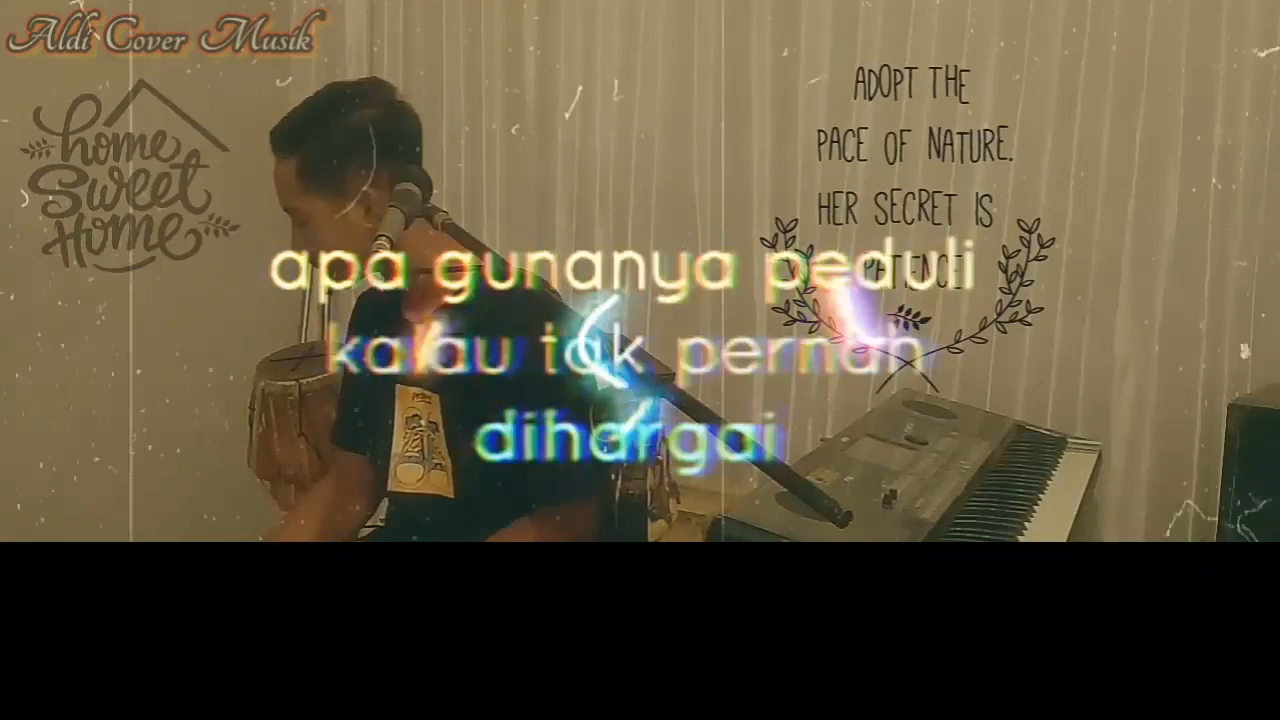 Aldi Cover Musik
home
Sweet
Home
ADOPT THE
PACE OF NATURE.
HER SECRET IS
PATIENCE
apa gunanya peduli
kalau tak pernah
dihargai